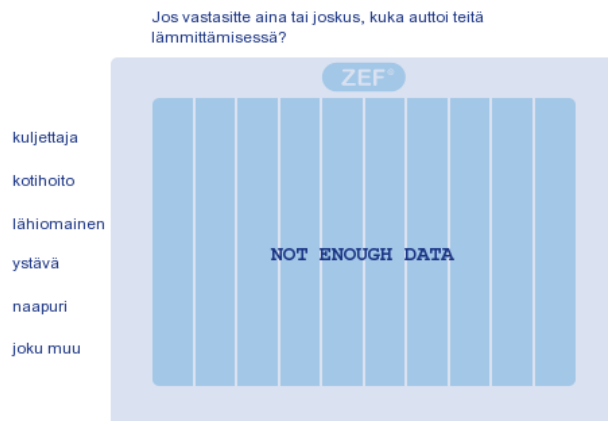 Jos vastasitte aina tai joskus, kuka auttoi teitä
lämmittämisessä?
ZEF®
kuljettaja
kotihoito
lähiomainen
ystävä
naapuri
joku muu
NOT ENOUGH DATA